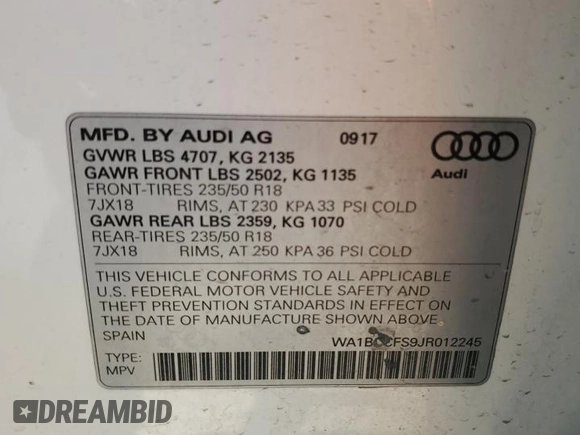 MFD. BY AUDI AG 0917
GVWR LBS 4707, KG 2135
GAWR FRONT LBS 2502, KG 1135
FRONT-TIRES 235/50 R18
7JX18 RIMS, AT 230 KPA 33 PSI COLD
GAWR REAR LBS 2359, KG 1070
REAR-TIRES 235/50 R18
7JX18 RIMS, AT 250 KPA 36 PSI COLD
Audi
THIS VEHICLE CONFORMS TO ALL APPLICABLE
U.S. FEDERAL MOTOR VEHICLE SAFETY AND
THEFT PREVENTION STANDARDS IN EFFECT ON
THE DATE OF MANUFACTURE SHOWN ABOVE.
SPAIN WA1BCCFS9JR012245
TYPE:
MPV
DREAMBID